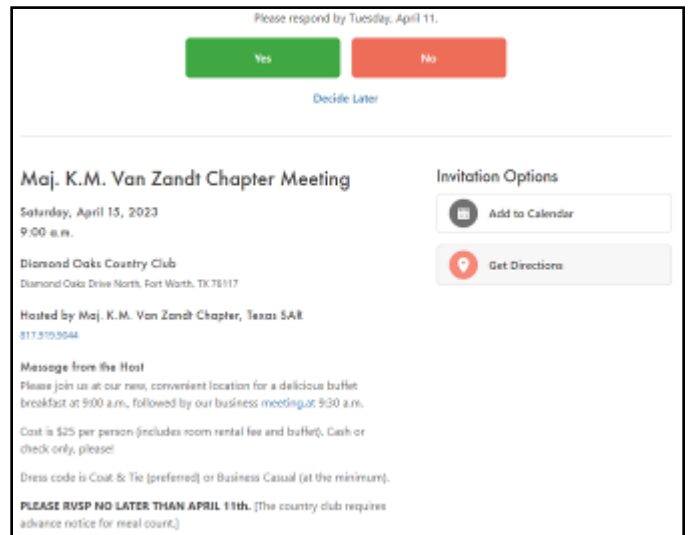 Please respond by Tuesday, April 11.
Yes
No
Decide Later
Maj. K.M. Van Zandt Chapter Meeting
Saturday, April 15, 2023
9:00 a.m.
Diamond Oaks Country Club
Diamond Oaks Drive North, Fort Worth, TX 76117
Hosted by Maj. K.M. Van Zandt Chapter, Texas SAR
817.919.5044
Message from the Host
Please join us at our new, convenient location for a delicious buffet
breakfast at 9:00 a.m., followed by our business meeting.at 9:30 a.m.
Cost is $25 per person (includes room rental fee and buffet). Cash or
check only, please!
Dress code is Coat & Tie (preferred) or Business Casual (at the minimum).
PLEASE RVSP NO LATER THAN APRIL 11th. [The country club requires
advance notice for meal count.]
Invitation Options
Add to Calendar
Get Directions